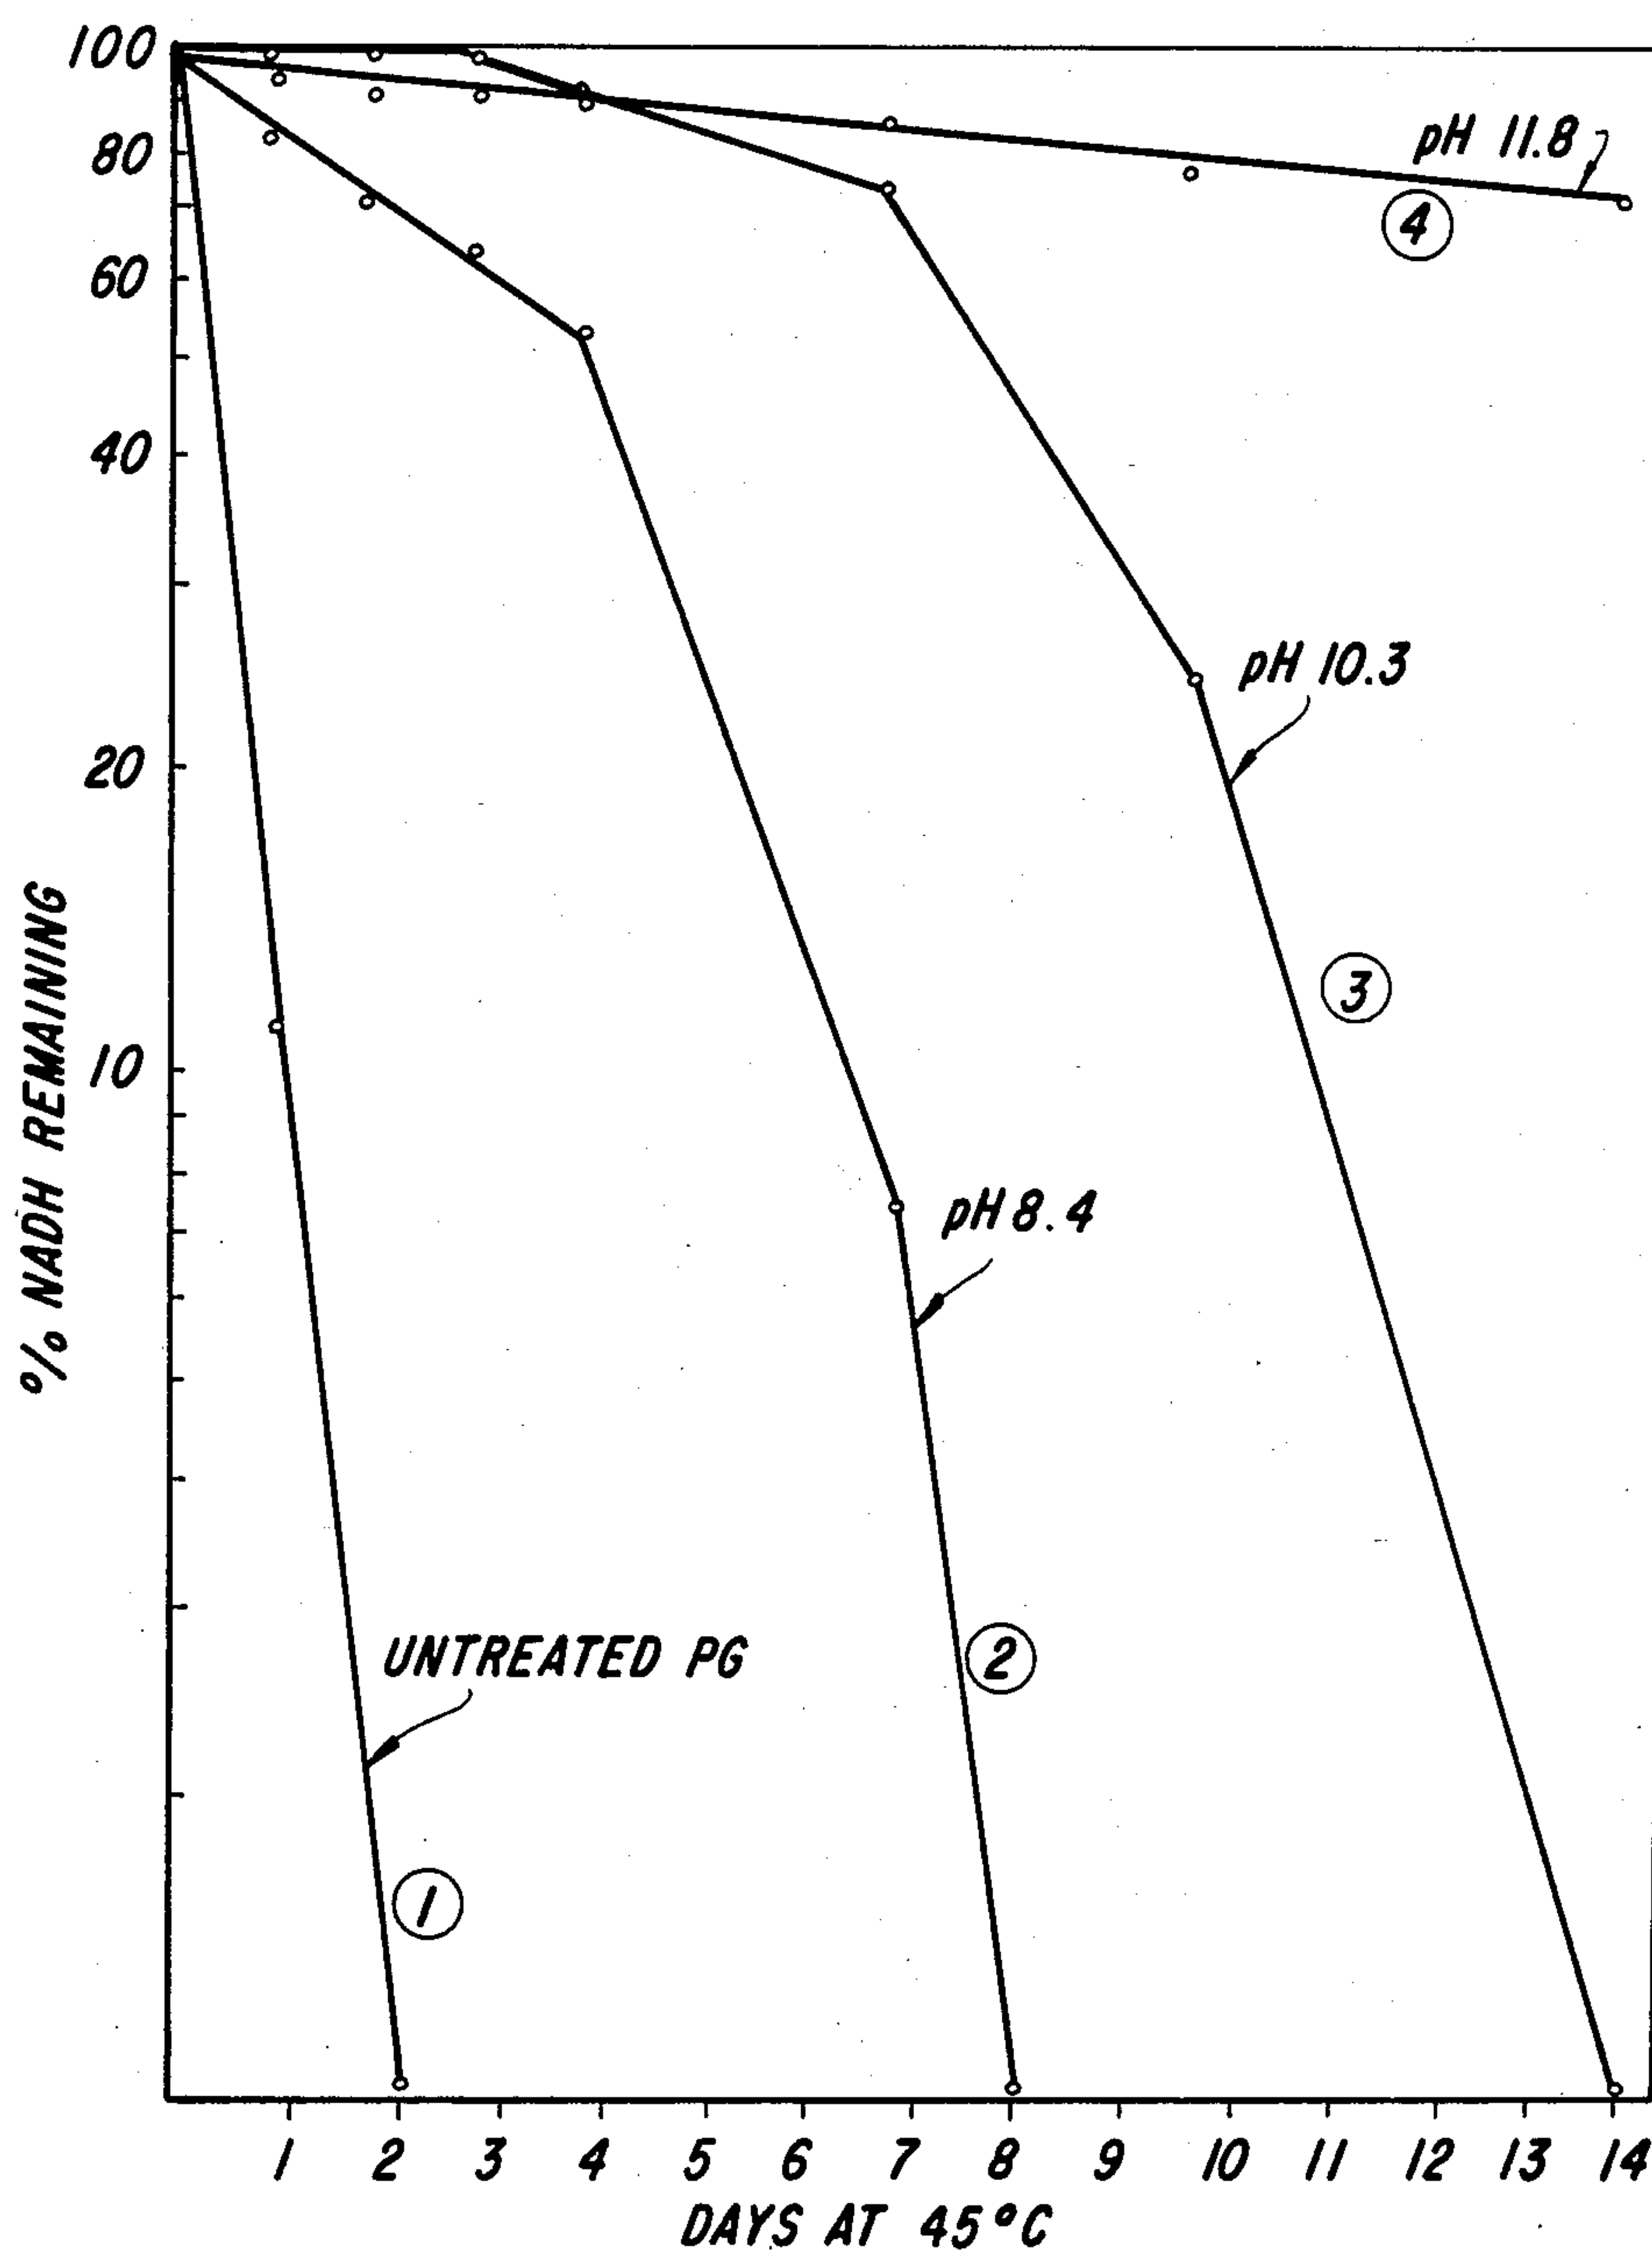 100
80
60
40
20
10
% NADH REMAINING
pH 11.8
4
pH 10.3
3
pH 8.4
2
UNTREATED PG
1
1 2 3 4 5 6 7 8 9 10 11 12 13 14
DAYS AT 45°C